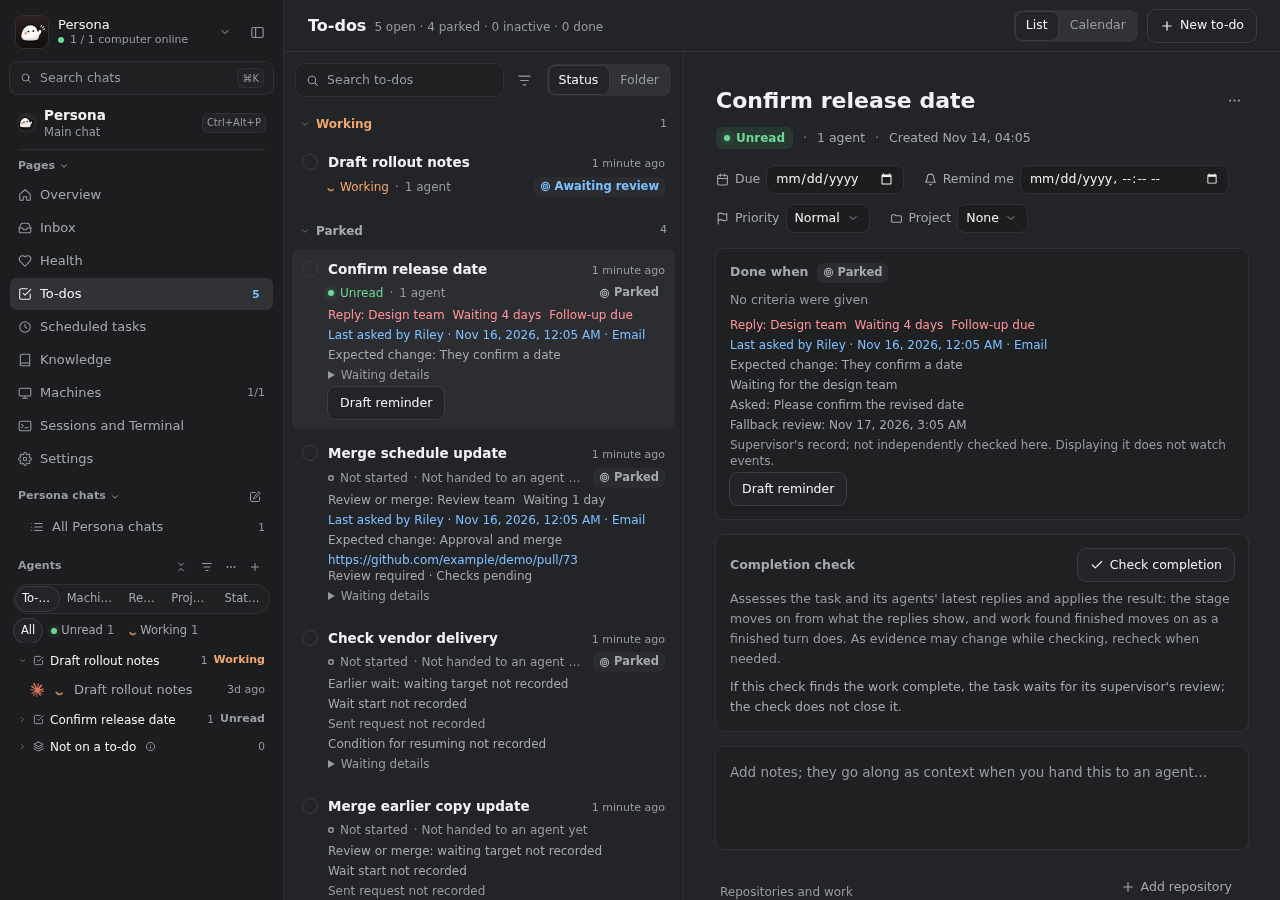 Persona
1 / 1 computer online
Search chats ⌘K
Persona
Main chat
Ctrl+Alt+P
Pages
Overview
Inbox
Health
To-dos 5
Scheduled tasks
Knowledge
Machines 1/1
Sessions and Terminal
Settings
Persona chats
All Persona chats 1
Agents
To-… Machi… Re… Proj… Stat…
All Unread 1 Working 1
Draft rollout notes 1 Working
Draft rollout notes 3d ago
Confirm release date 1 Unread
Not on a to-do 0
To-dos 5 open · 4 parked · 0 inactive · 0 done
List Calendar
New to-do
Search to-dos
Status Folder
Working 1
Draft rollout notes 1 minute ago
Working · 1 agent Awaiting review
Parked 4
Confirm release date 1 minute ago
Unread · 1 agent Parked
Reply: Design team Waiting 4 days Follow-up due
Last asked by Riley · Nov 16, 2026, 12:05 AM · Email
Expected change: They confirm a date
Waiting details
Draft reminder
Merge schedule update 1 minute ago
Not started · Not handed to an agent … Parked
Review or merge: Review team Waiting 1 day
Last asked by Riley · Nov 16, 2026, 12:05 AM · Email
Expected change: Approval and merge
https://github.com/example/demo/pull/73
Review required · Checks pending
Waiting details
Check vendor delivery 1 minute ago
Not started · Not handed to an agent … Parked
Earlier wait: waiting target not recorded
Wait start not recorded
Sent request not recorded
Condition for resuming not recorded
Waiting details
Merge earlier copy update 1 minute ago
Not started · Not handed to an agent yet
Review or merge: waiting target not recorded
Wait start not recorded
Sent request not recorded
Confirm release date
Unread · 1 agent · Created Nov 14, 04:05
Due mm/dd/yyyy Remind me mm/dd/yyyy, --:-- --
Priority Normal Project None
Done when Parked
No criteria were given
Reply: Design team Waiting 4 days Follow-up due
Last asked by Riley · Nov 16, 2026, 12:05 AM · Email
Expected change: They confirm a date
Waiting for the design team
Asked: Please confirm the revised date
Fallback review: Nov 17, 2026, 3:05 AM
Supervisor's record; not independently checked here. Displaying it does not watch
events.
Draft reminder
Completion check Check completion
Assesses the task and its agents' latest replies and applies the result: the stage
moves on from what the replies show, and work found finished moves on as a
finished turn does. As evidence may change while checking, recheck when
needed.
If this check finds the work complete, the task waits for its supervisor's review;
the check does not close it.
Add notes; they go along as context when you hand this to an agent…
Repositories and work Add repository